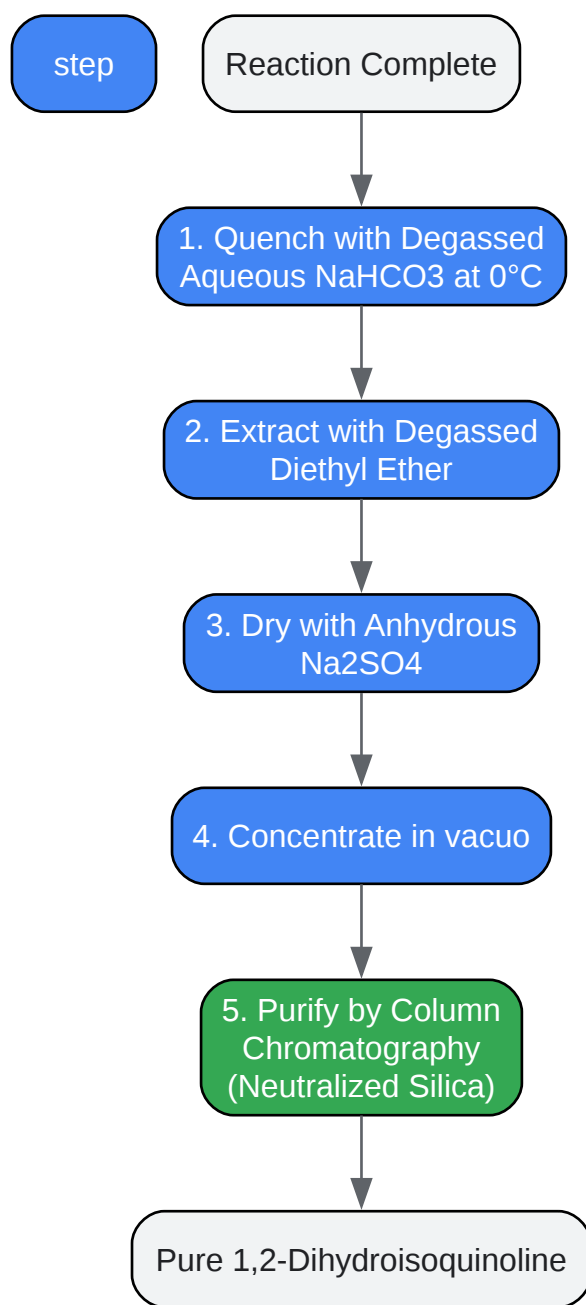 step
Reaction Complete
1. Quench with Degassed
Aqueous NaHCO3 at 0°C
2. Extract with Degassed
Diethyl Ether
3. Dry with Anhydrous
Na2SO4
4. Concentrate in vacuo
5. Purify by Column
Chromatography
(Neutralized Silica)
Pure 1,2-Dihydroisoquinoline